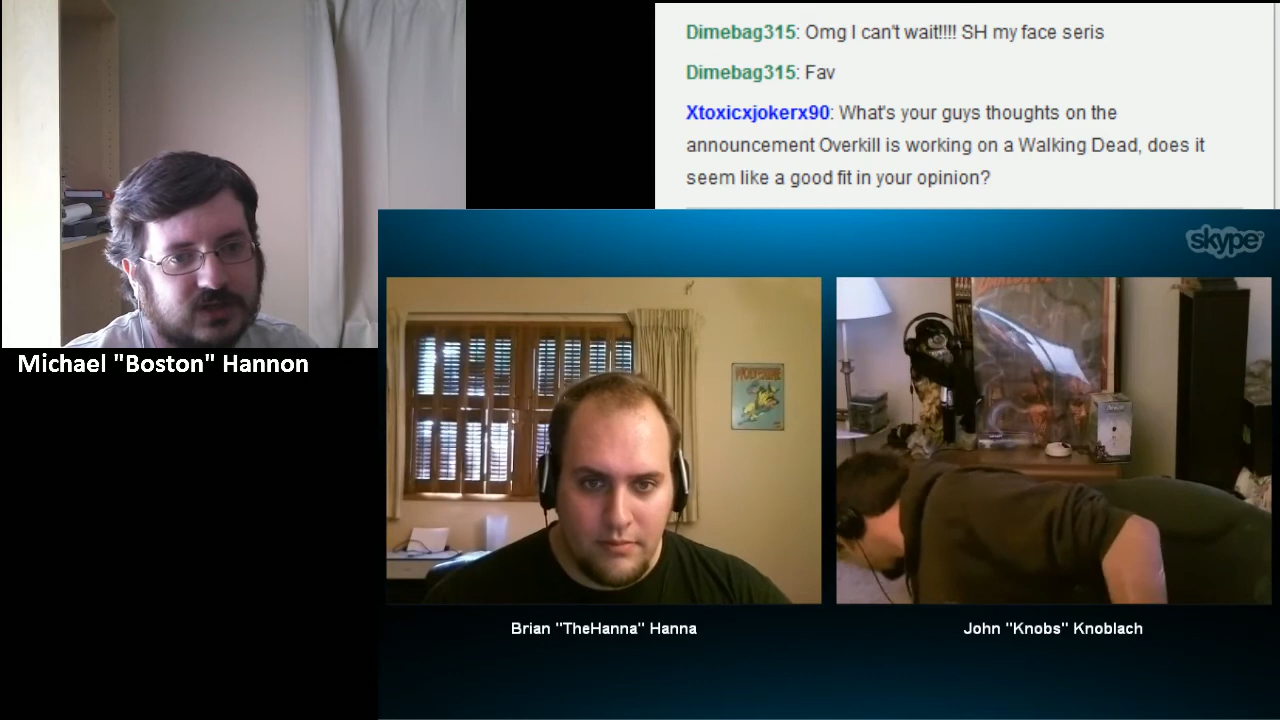 Dimebag315: Omg I can't wait!!!! SH my face seris
Dimebag315: Fav
Xtoxicxjokerx90: What's your guys thoughts on the
announcement Overkill is working on a Walking Dead, does it
seem like a good fit in your opinion?
skype
Michael "Boston" Hannon
WOLVERINE
Brian "TheHanna" Hanna
John "Knobs" Knoblach